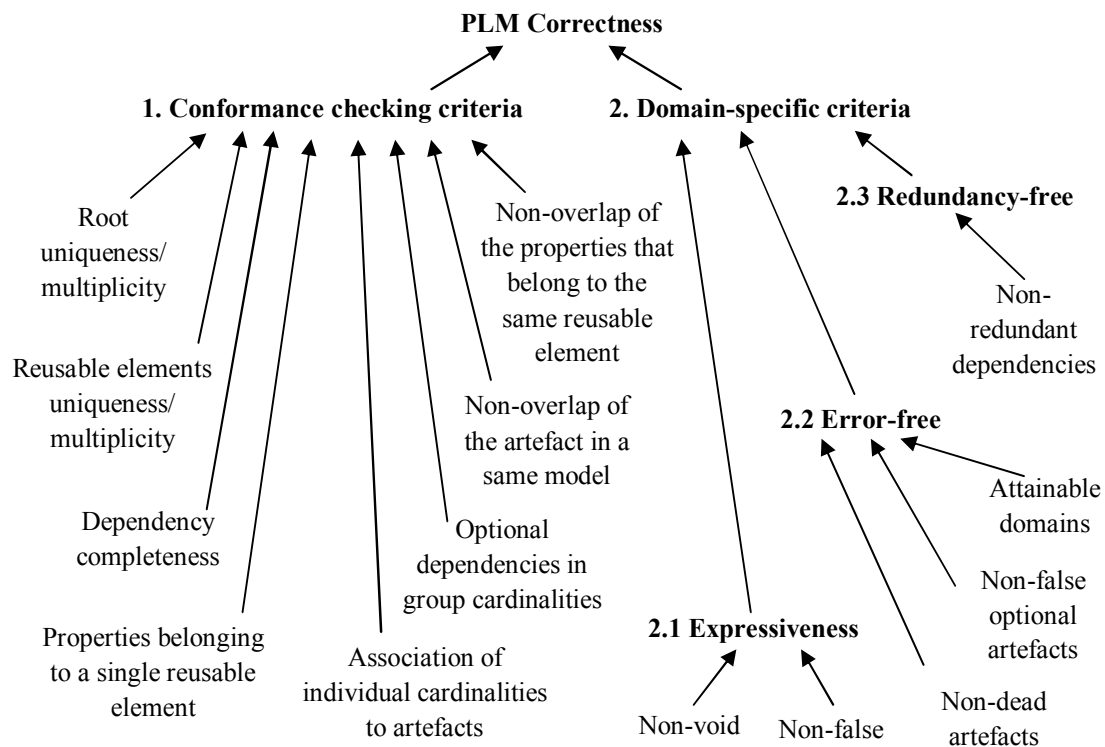 PLM Correctness
1. Conformance checking criteria
2. Domain-specific criteria
Root
uniqueness/
multiplicity
Reusable elements
uniqueness/
multiplicity
Dependency
completeness
Properties belonging
to a single reusable
element
Association of
individual cardinalities
to artefacts
Optional
dependencies in
group cardinalities
Non-overlap of
the artefact in a
same model
Non-overlap of
the properties that
belong to the
same reusable
element
2.1 Expressiveness
Non-void
Non-false
2.2 Error-free
Non-dead
artefacts
Non-false
optional
artefacts
Attainable
domains
2.3 Redundancy-free
Non-
redundant
dependencies